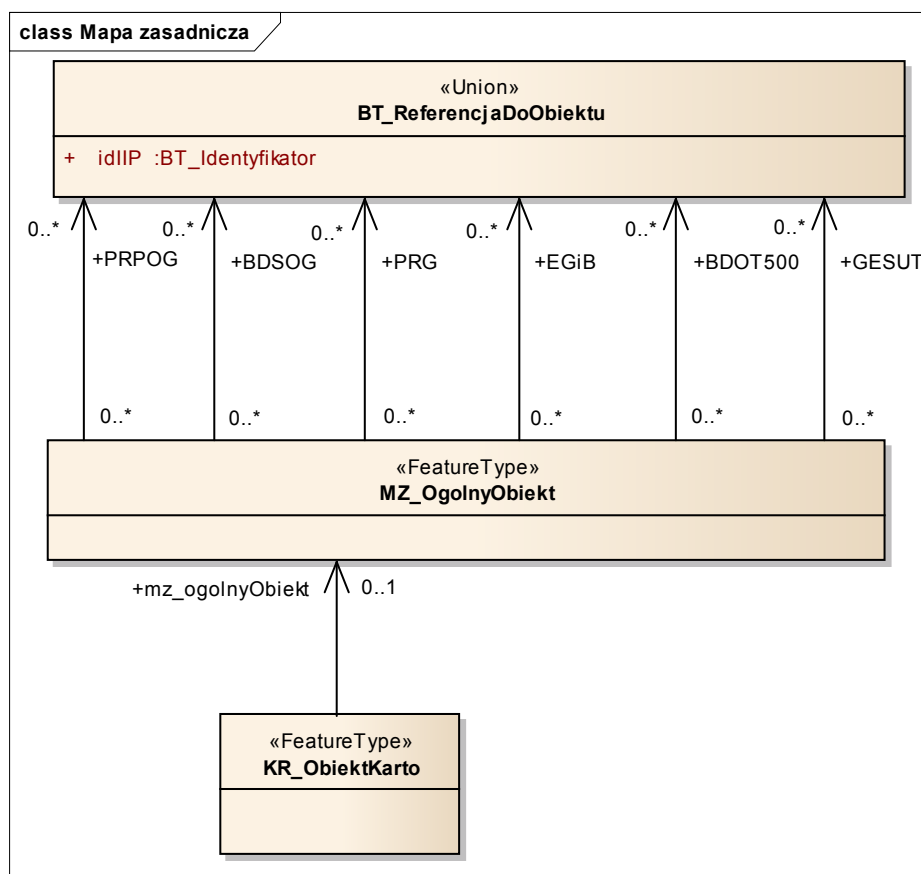 class Mapa zasadnicza
«Union»
BT_ReferencjaDoObiektu
+ idIIP :BT_Identyfikator
0..* 0..* 0..* 0..* 0..* 0..*
+PRPOG +BDSOG +PRG +EGiB +BDOT500 +GESUT
0..* 0..* 0..* 0..* 0..* 0..*
«FeatureType»
MZ_OgolnyObiekt
+mz_ogolnyObiekt 0..1
«FeatureType»
KR_ObiektKarto